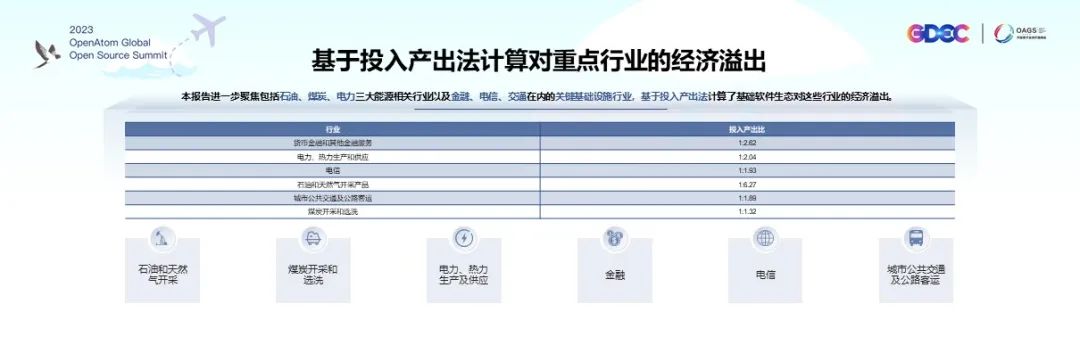 2023
OpenAtom Global
Open Source Summit
GDEC
OAGS
基于投入产出法计算对重点行业的经济溢出
本报告进一步聚焦包括石油、煤炭、电力三大能源相关行业以及金融、电信、交通在内的关键基础设施行业，基于投入产出法计算了基础软件生态对这些行业的经济溢出。
行业 投入产出比
货币金融和其他金融服务 1:2.62
电力、热力生产和供应 1:2.04
电信 1:1.93
石油和天然气开采产品 1:6.27
城市公共交通及公路客运 1:1.69
煤炭开采和选洗 1:1.32
石油和天然
气开采
煤炭开采和
选洗
电力、热力
生产及供应
金融
电信
城市公共交通
及公路客运